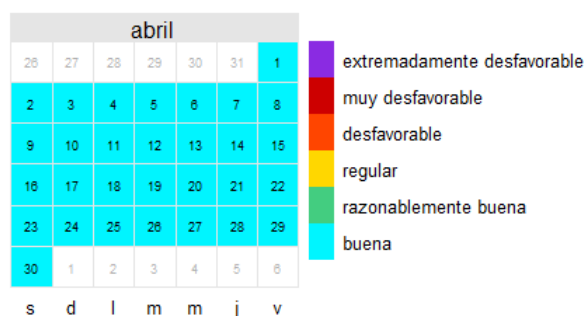 abril
26 27 28 29 30 31 1
2 3 4 5 6 7 8
9 10 11 12 13 14 15
16 17 18 19 20 21 22
23 24 25 26 27 28 29
30 1 2 3 4 5 6
s d l m m j v
extremadamente desfavorable
muy desfavorable
desfavorable
regular
razonablemente buena
buena